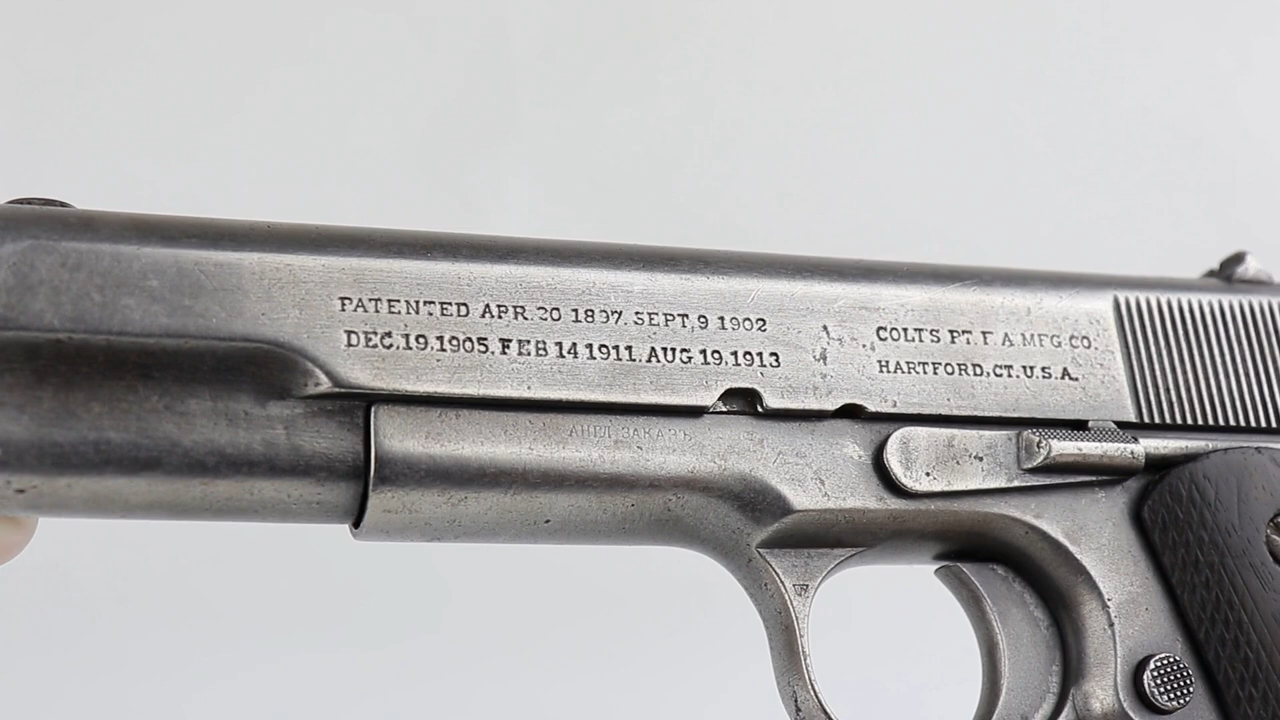 PATENTED APR.20 1897. SEPT,9 1902
DEC.19.1905. FEB 14 1911. AUG 19.1913
COLT'S PT. F. A. MFG. CO.
HARTFORD,CT.U.S.A.
АНГЛ. ЗАКАЗЪ